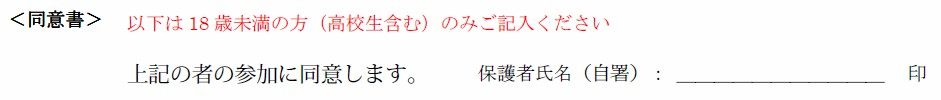 ＜同意書＞ 以下は 18 歳未満の方（高校生含む）のみご記入ください
上記の者の参加に同意します。 保護者氏名（自署）： ＿＿＿＿＿＿＿＿＿＿＿ 印